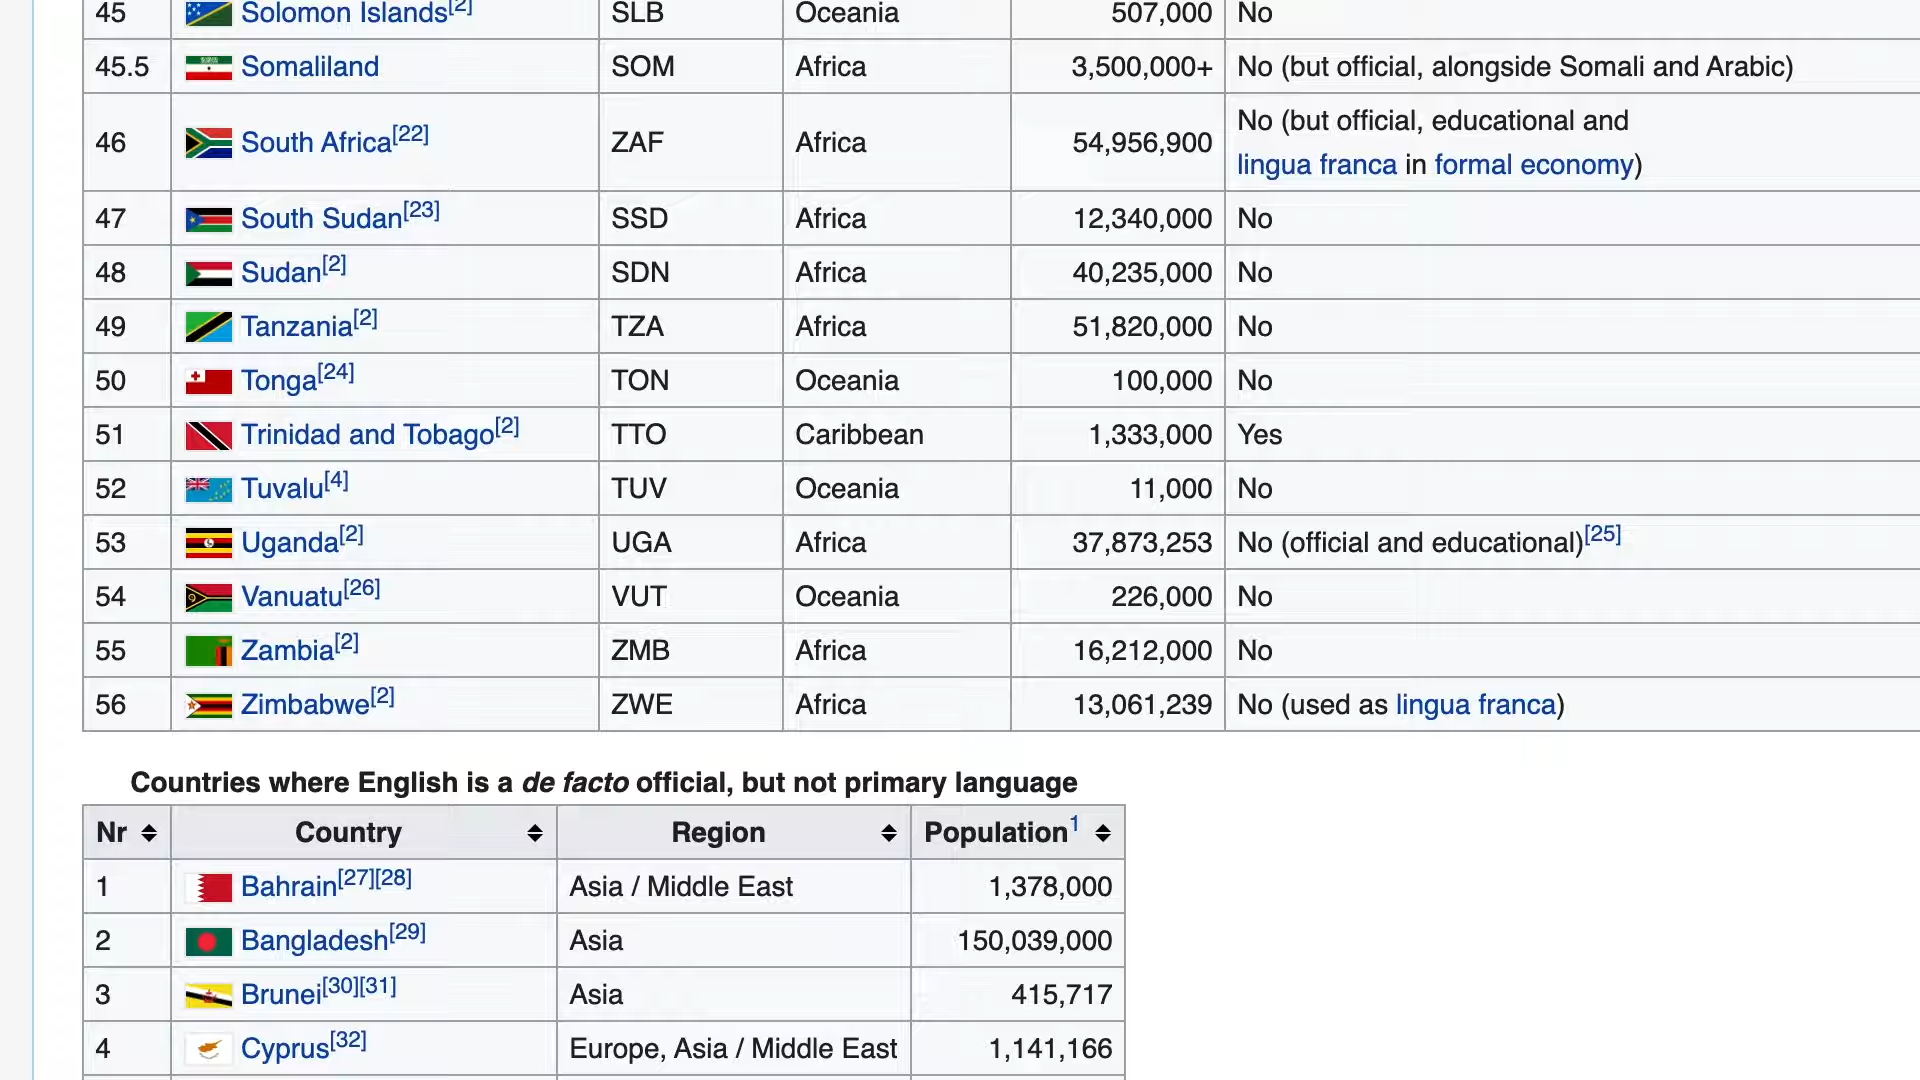 45 Solomon Islands[2] SLB Oceania 507,000 No
45.5 Somaliland SOM Africa 3,500,000+ No (but official, alongside Somali and Arabic)
46 South Africa[22] ZAF Africa 54,956,900 No (but official, educational and
lingua franca in formal economy)
47 South Sudan[23] SSD Africa 12,340,000 No
48 Sudan[2] SDN Africa 40,235,000 No
49 Tanzania[2] TZA Africa 51,820,000 No
50 Tonga[24] TON Oceania 100,000 No
51 Trinidad and Tobago[2] TTO Caribbean 1,333,000 Yes
52 Tuvalu[4] TUV Oceania 11,000 No
53 Uganda[2] UGA Africa 37,873,253 No (official and educational)[25]
54 Vanuatu[26] VUT Oceania 226,000 No
55 Zambia[2] ZMB Africa 16,212,000 No
56 Zimbabwe[2] ZWE Africa 13,061,239 No (used as lingua franca)
Countries where English is a de facto official, but not primary language
Nr Country Region Population1
1 Bahrain[27][28] Asia / Middle East 1,378,000
2 Bangladesh[29] Asia 150,039,000
3 Brunei[30][31] Asia 415,717
4 Cyprus[32] Europe, Asia / Middle East 1,141,166